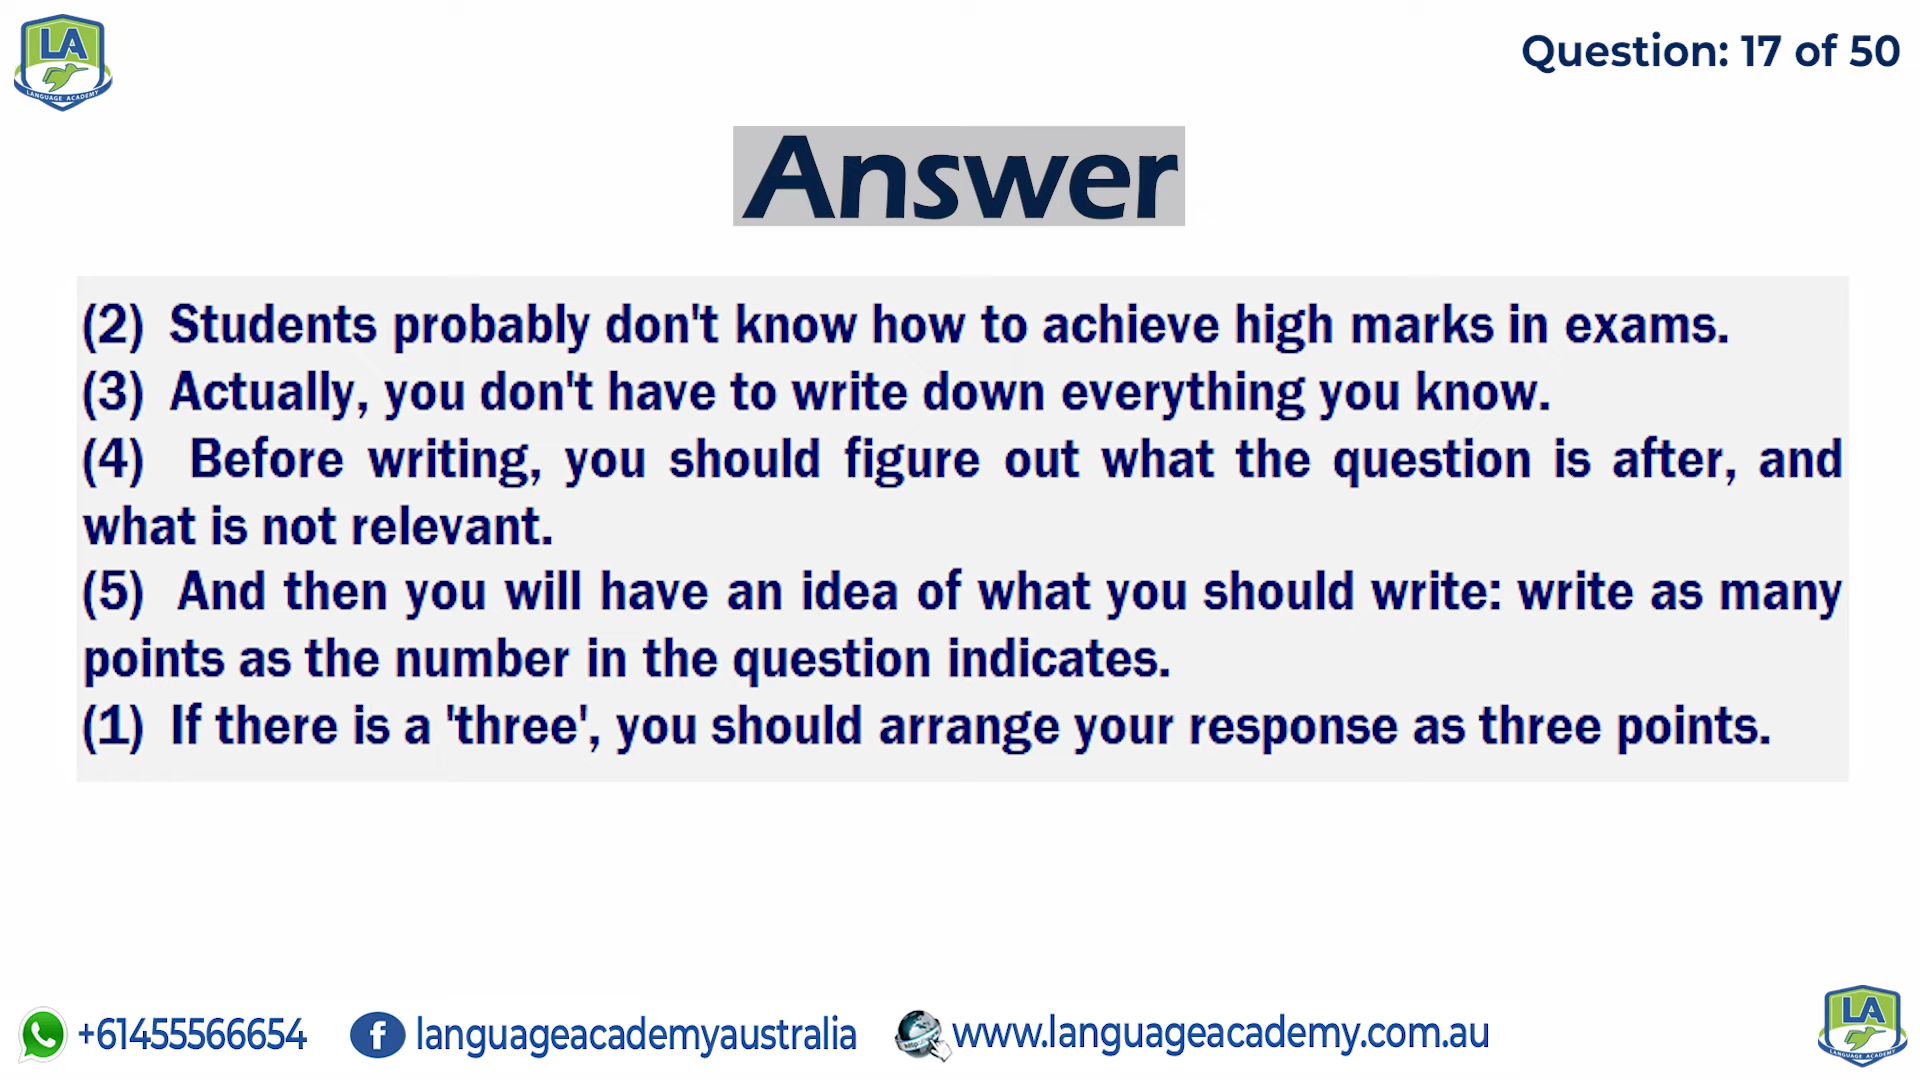 LA
LANGUAGE ACADEMY
Question: 17 of 50
Answer
(2) Students probably don't know how to achieve high marks in exams.
(3) Actually, you don't have to write down everything you know.
(4) Before writing, you should figure out what the question is after, and
what is not relevant.
(5) And then you will have an idea of what you should write: write as many
points as the number in the question indicates.
(1) If there is a 'three', you should arrange your response as three points.
+61455566654
f
languageacademyaustralia
http://
www.languageacademy.com.au
LA
LANGUAGE ACADEMY